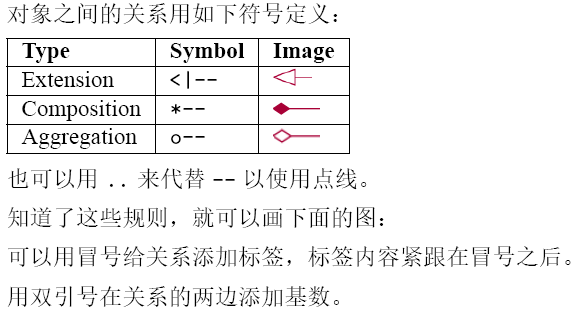 对象之间的关系用如下符号定义：
Type Symbol Image
Extension <|--
Composition *--
Aggregation o--
也可以用 .. 来代替 -- 以使用点线。
知道了这些规则，就可以画下面的图：
可以用冒号给关系添加标签，标签内容紧跟在冒号之后。
用双引号在关系的两边添加基数。